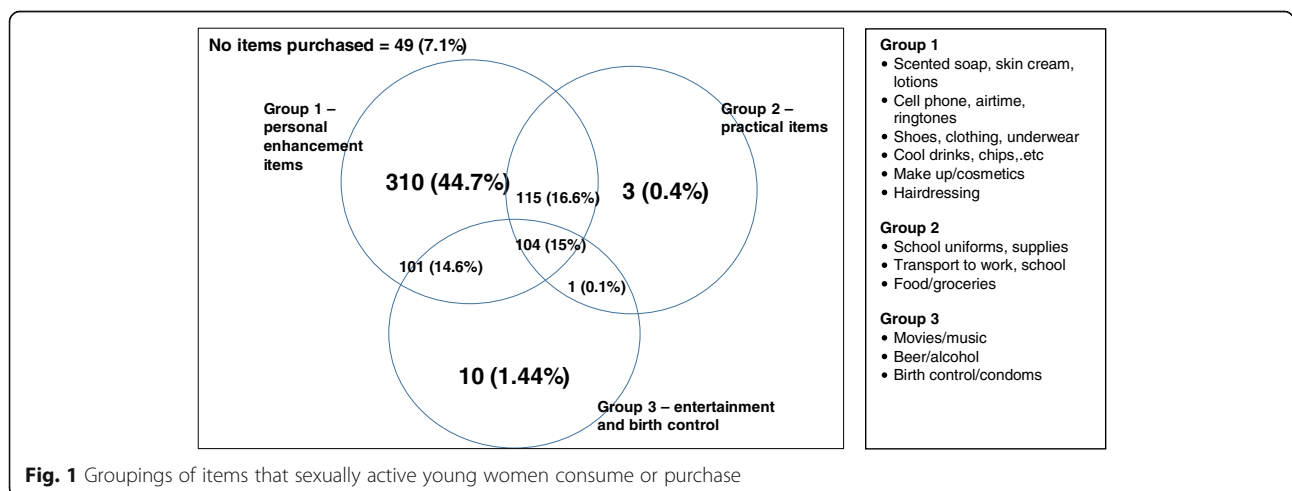 No items purchased = 49 (7.1%)
Group 1 –
personal
enhancement
items
Group 2 –
practical items
310 (44.7%)
115 (16.6%)
3 (0.4%)
104 (15%)
101 (14.6%)
1 (0.1%)
10 (1.44%)
Group 3 – entertainment
and birth control
Group 1
• Scented soap, skin cream,
lotions
• Cell phone, airtime,
ringtones
• Shoes, clothing, underwear
• Cool drinks, chips,.etc
• Make up/cosmetics
• Hairdressing
Group 2
• School uniforms, supplies
• Transport to work, school
• Food/groceries
Group 3
• Movies/music
• Beer/alcohol
• Birth control/condoms
Fig. 1 Groupings of items that sexually active young women consume or purchase